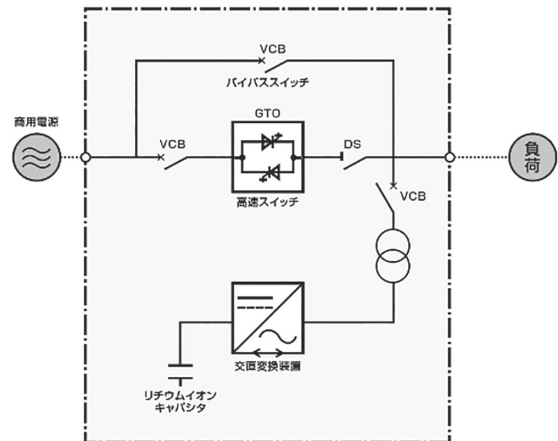 VCB
バイパススイッチ
商用電源
VCB
GTO
DS
負荷
高速スイッチ
VCB
交直変換装置
リチウムイオン
キャパシタ